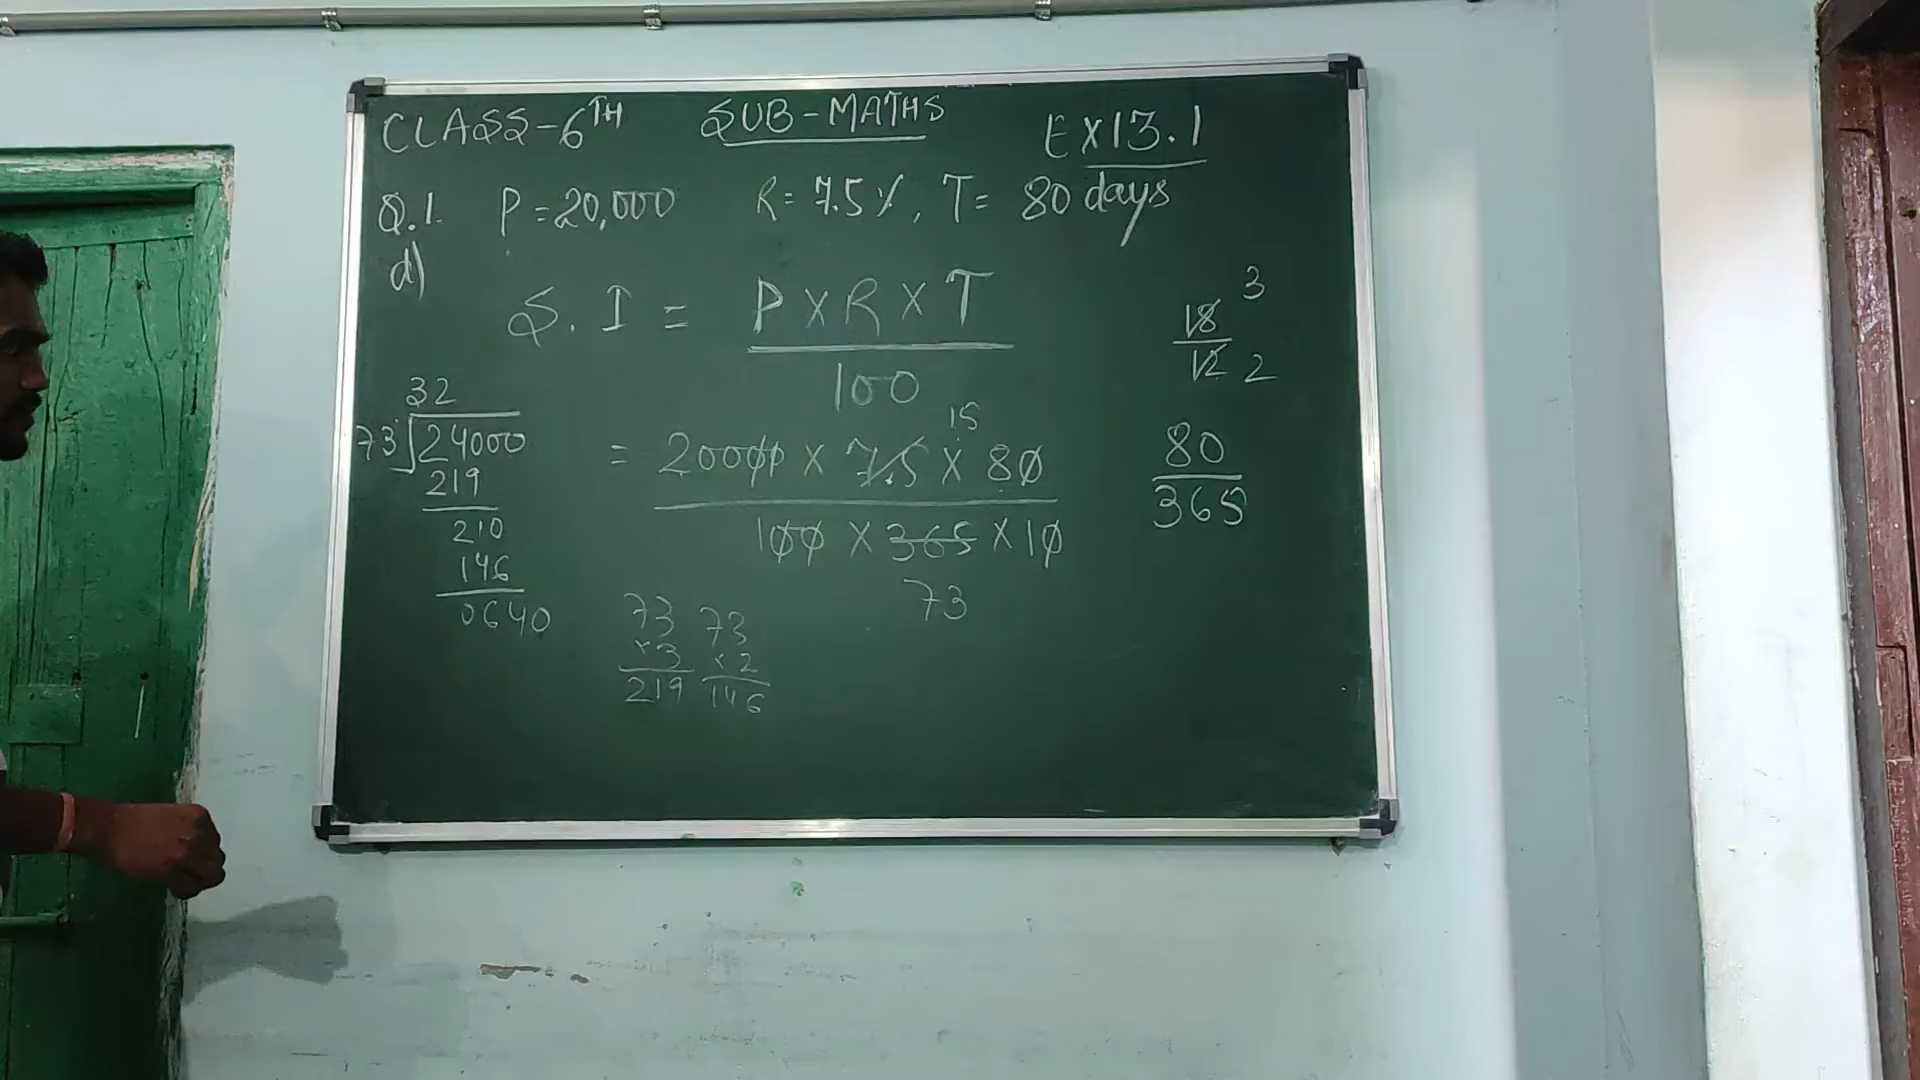 CLASS-6TH SUB-MATHS EX13.1
Q.1. P=20,000 R=7.5%, T= 80 days
d)
S.I = P×R×T
100
= 20000 × 75 × 80
15
100 × 365 × 10
73
18 3
12 2
80
365
32
73 24000
219
210
146
0640
73 73
×3 ×2
219 146